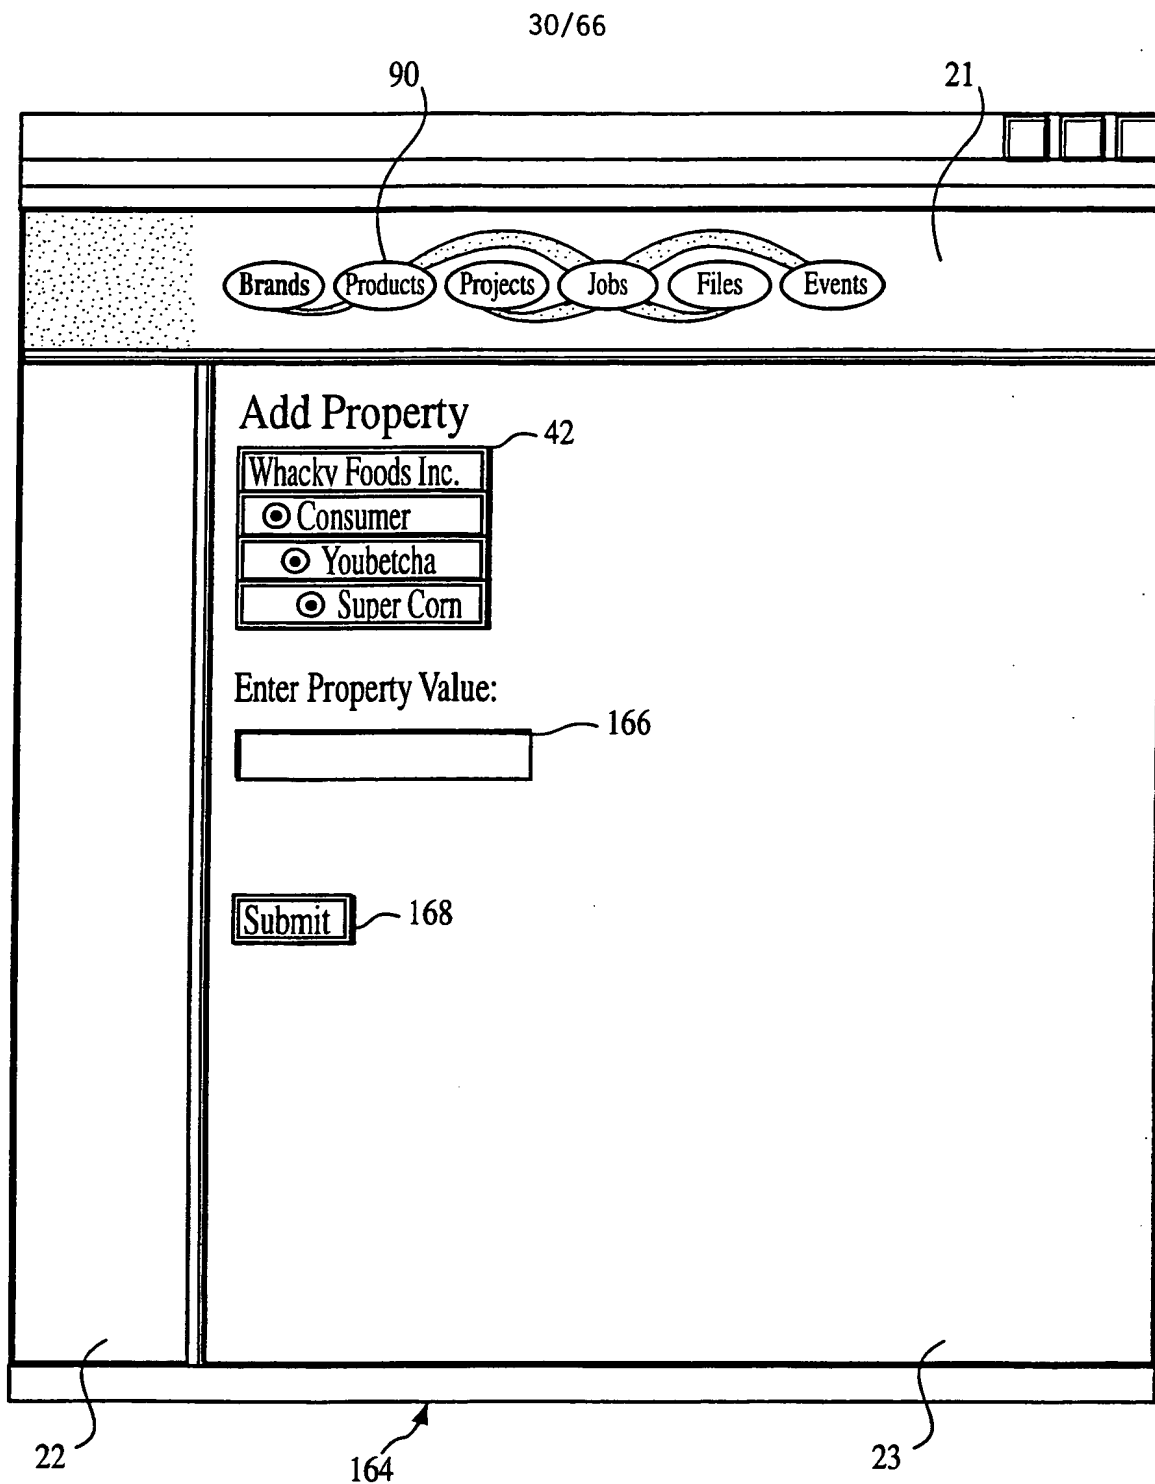 30/66
90
21
Brands Products Projects Jobs Files Events
Add Property
42
Whacky Foods Inc.
Consumer
Youbetcha
Super Corn
Enter Property Value:
166
Submit
168
22
164
23